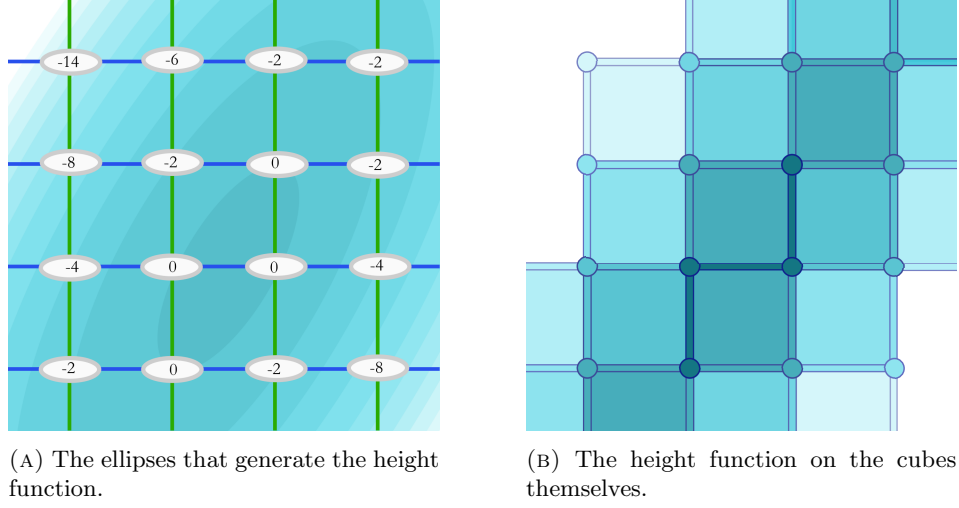 -14 -6 -2 -2
-8 -2 0 -2
-4 0 0 -4
-2 0 -2 -8
(A) The ellipses that generate the height
function.
(B) The height function on the cubes
themselves.